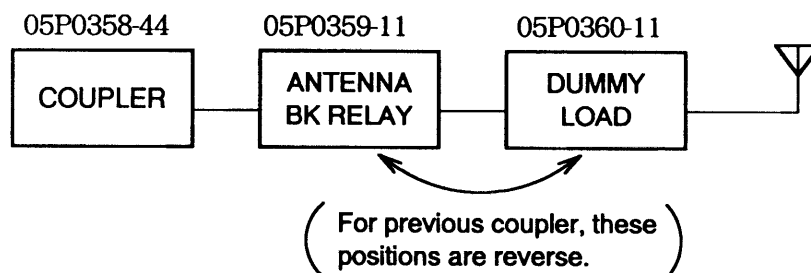 05P0358-44
05P0359-11
05P0360-11
COUPLER
ANTENNA
BK RELAY
DUMMY
LOAD
For previous coupler, these
positions are reverse.